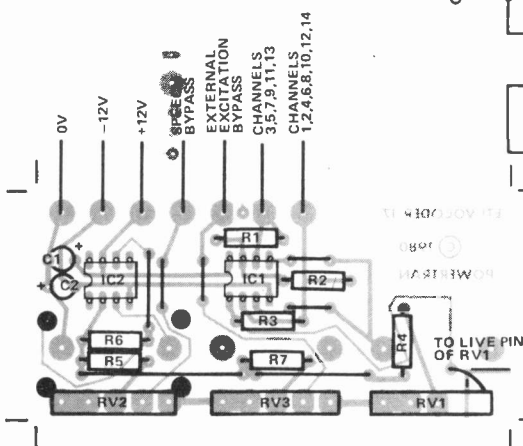 0V
−12V
+12V
BYPASS
EXTERNAL
EXCITATION
BYPASS
CHANNELS
3,5,7,9,11,13
CHANNELS
1,2,4,6,8,10,12,14
R1
C1
C2
IC2
IC1
R2
R3
R6
R5
R7
R4
TO LIVE PIN
OF RV1
RV2
RV3
RV1